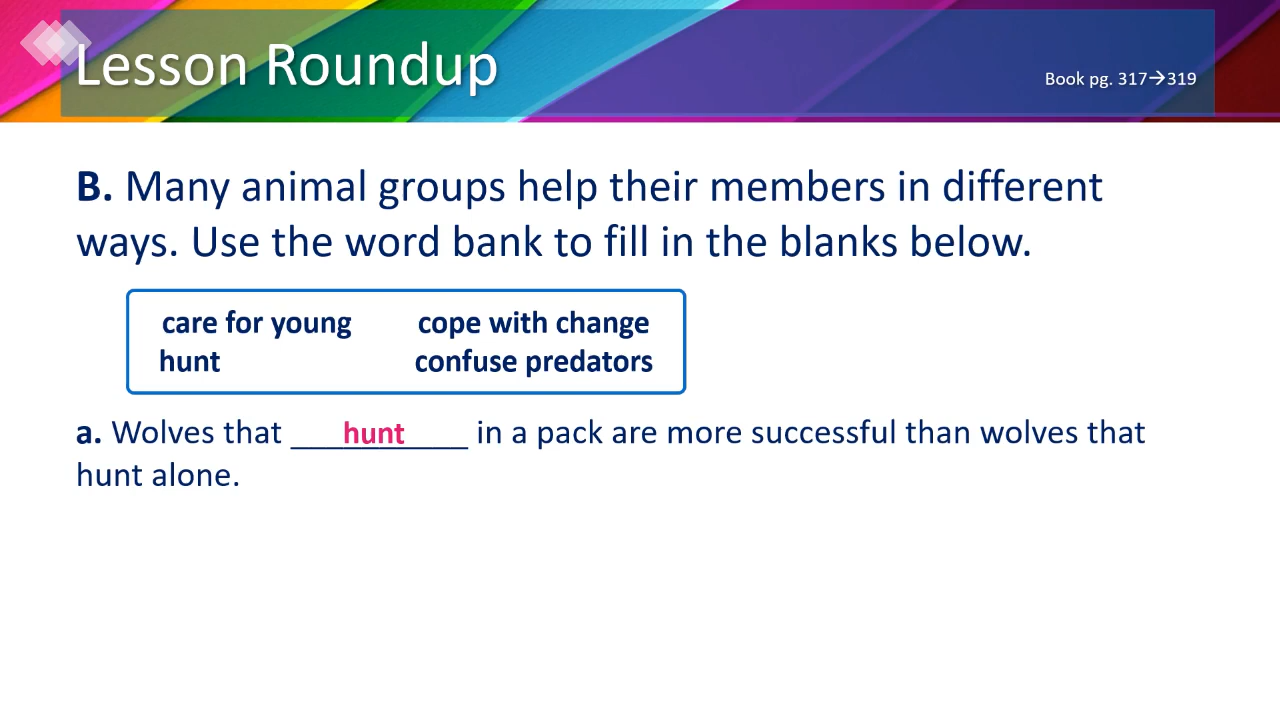 Lesson Roundup
Book pg. 317→319
B. Many animal groups help their members in different
ways. Use the word bank to fill in the blanks below.
care for young cope with change
hunt confuse predators
a. Wolves that __________ hunt in a pack are more successful than wolves that
hunt alone.